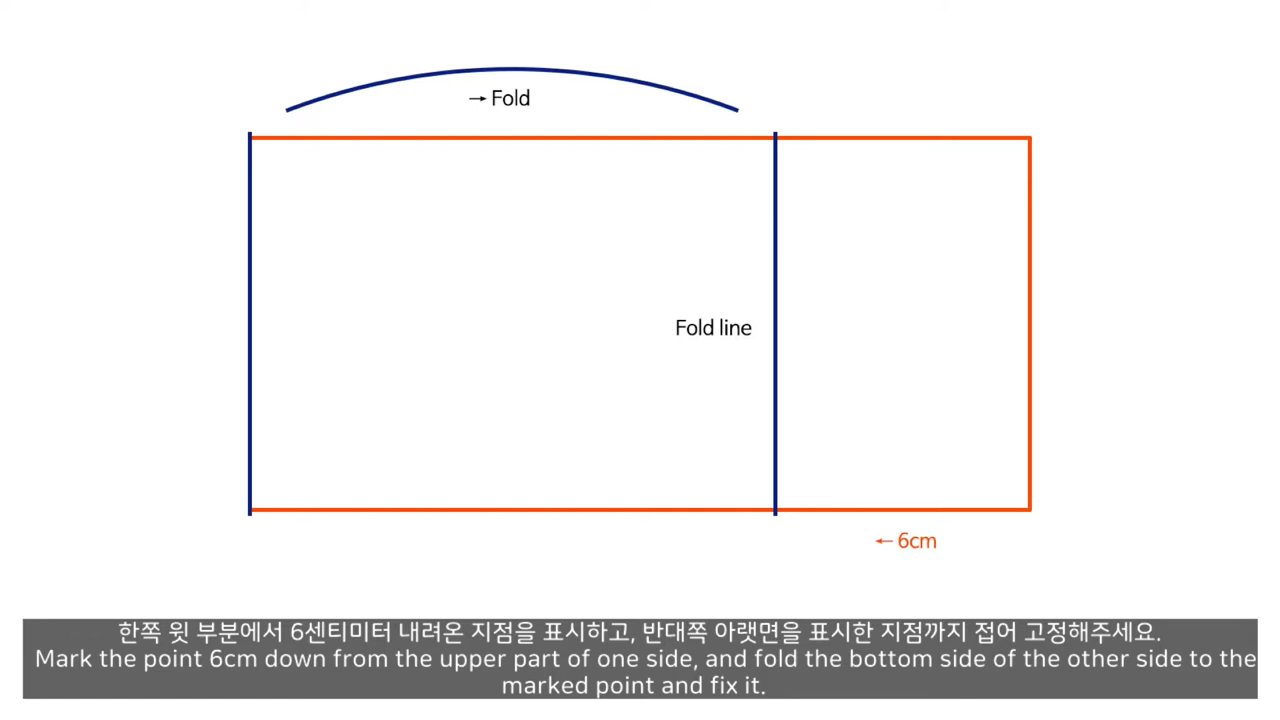 → Fold
Fold line
← 6cm
한쪽 윗 부분에서 6센티미터 내려온 지점을 표시하고, 반대쪽 아랫면을 표시한 지점까지 접어 고정해주세요.
Mark the point 6cm down from the upper part of one side, and fold the bottom side of the other side to the
marked point and fix it.